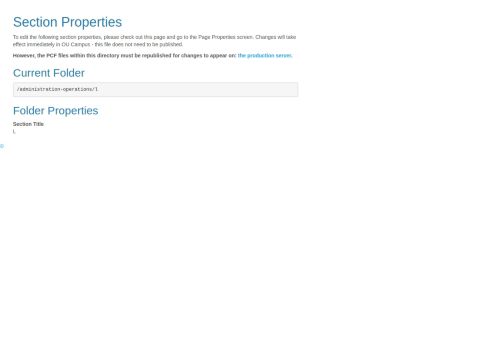 Section Properties
To edit the following section properties, please check out this page and go to the Page Properties screen. Changes will take
effect immediately in OU Campus - this file does not need to be published.
However, the PCF files within this directory must be republished for changes to appear on: the production server.
Current Folder
/administration-operations/l
Folder Properties
Section Title
L